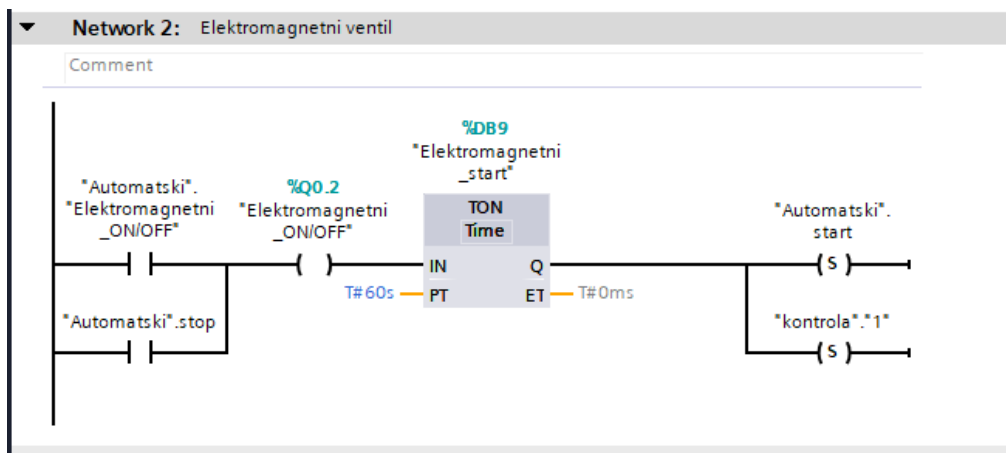 Network 2: Elektromagnetni ventil
Comment
%DB9
"Elektromagnetni
_start"
"Automatski".
"Elektromagnetni
_ON/OFF"
%Q0.2
"Elektromagnetni
_ON/OFF"
TON
Time
"Automatski".
start
IN
Q
S
T#60s
PT
ET
T#0ms
"Automatski".stop
"kontrola"."1"
S